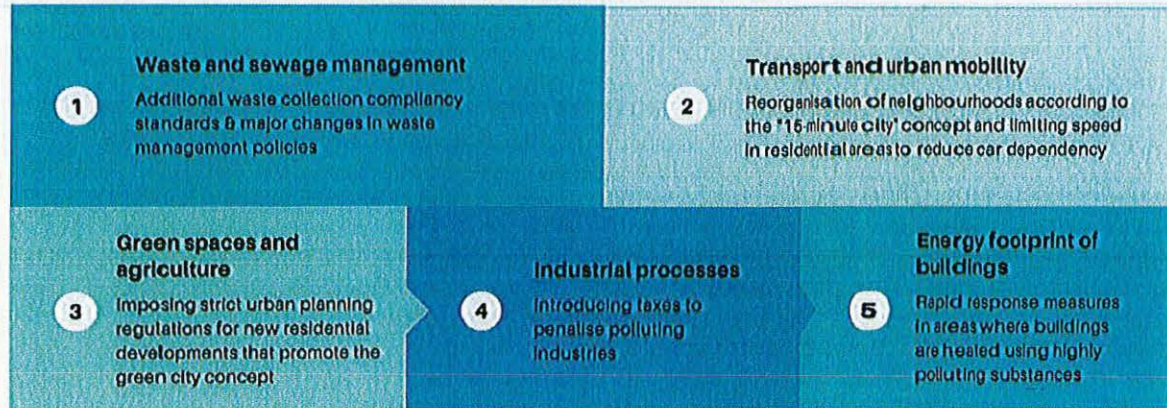 Waste and sewage management
1
Additional waste collection compliancy
standards & major changes in waste
management policies
Transport and urban mobility
2
Reorganisation of neighbourhoods according to
the "15-minute city" concept and limiting speed
in residential areas to reduce car dependency
Green spaces and
agriculture
3
Imposing strict urban planning
regulations for new residential
developments that promote the
green city concept
Industrial processes
4
Introducing taxes to
penalise polluting
industries
Energy footprint of
buildings
5
Rapid response measures
in areas where buildings
are heated using highly
polluting substances